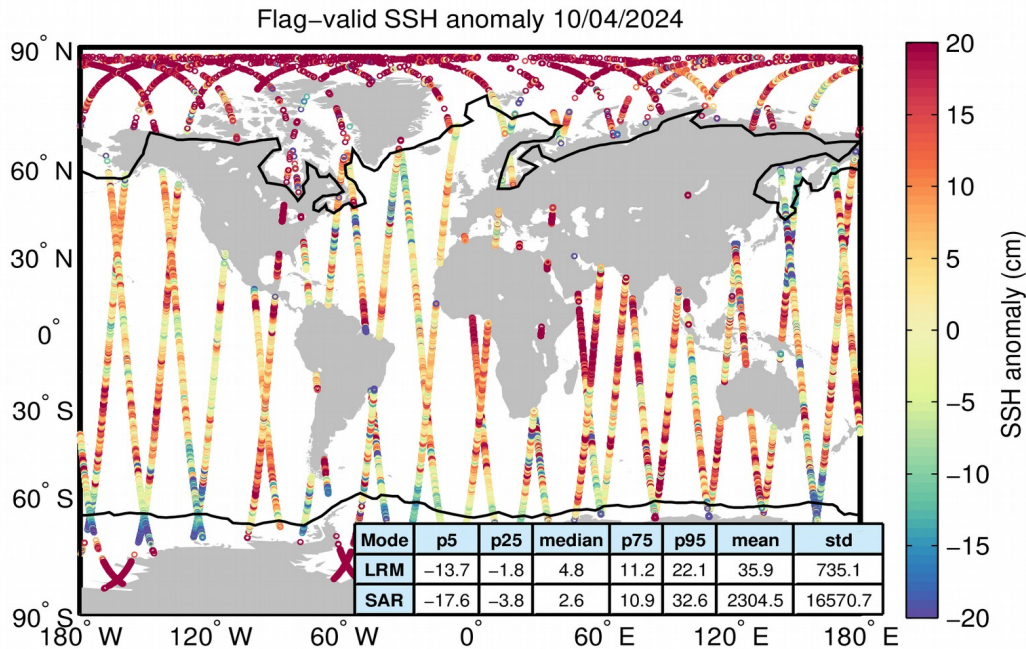 Flag−valid SSH anomaly 10/04/2024
90° N
60° N
30° N
0°
30° S
60° S
90° S
180° W 120° W 60° W 0° 60° E 120° E 180° E
20
15
10
5
0
−5
−10
−15
−20
SSH anomaly (cm)
Mode p5 p25 median p75 p95 mean std
LRM −13.7 −1.8 4.8 11.2 22.1 35.9 735.1
SAR −17.6 −3.8 2.6 10.9 32.6 2304.5 16570.7